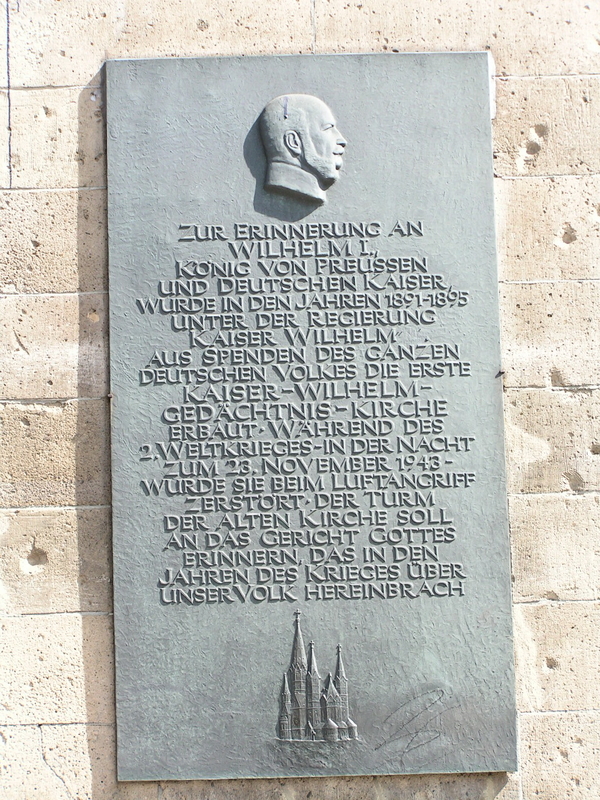 ZUR ERINNERUNG AN
WILHELM I.,
KÖNIG VON PREUSSEN
UND DEUTSCHEN KAISER,
WURDE IN DEN JAHREN 1891-1895
UNTER DER REGIERUNG
KAISER WILHELM
AUS SPENDEN DES GANZEN
DEUTSCHEN VOLKES DIE ERSTE
KAISER-WILHELM-
GEDÄCHTNIS-KIRCHE
ERBAUT·WÄHREND DES
2.WELTKRIEGES-IN DER NACHT
ZUM 23. NOVEMBER 1943-
WURDE SIE BEIM LUFTANGRIFF
ZERSTÖRT·DER TURM
DER ALTEN KIRCHE SOLL
AN DAS GERICHT GOTTES
ERINNERN, DAS IN DEN
JAHREN DES KRIEGES ÜBER
UNSER VOLK HEREINBRACH